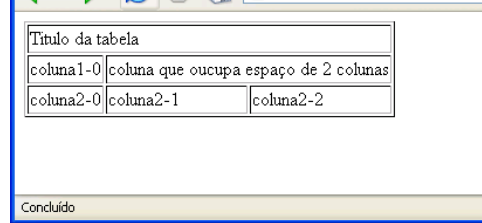 Titulo da tabela
coluna1-0 coluna que oucupa espaço de 2 colunas
coluna2-0 coluna2-1 coluna2-2
Concluído